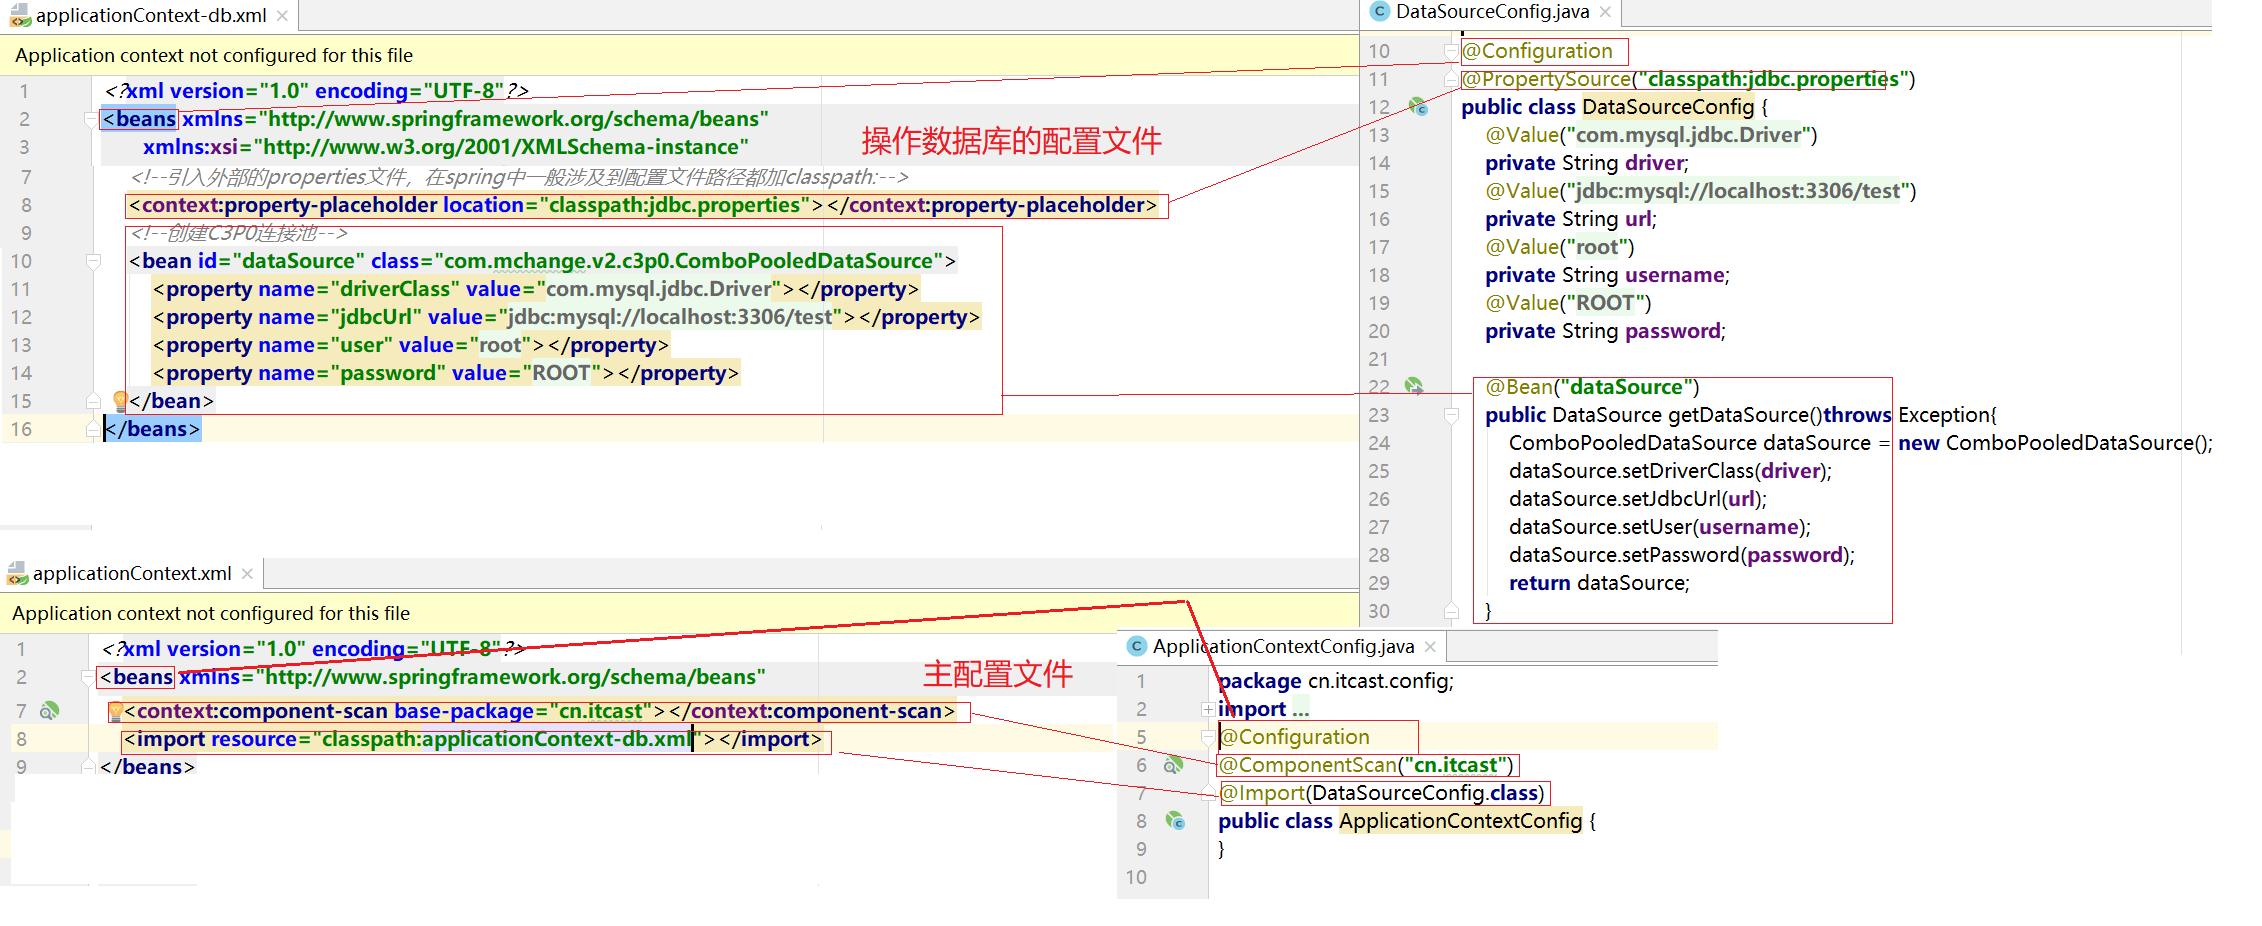 applicationContext-db.xml
Application context not configured for this file
1 <?xml version="1.0" encoding="UTF-8"?>
2 <beans xmlns="http://www.springframework.org/schema/beans"
3 xmlns:xsi="http://www.w3.org/2001/XMLSchema-instance"
操作数据库的配置文件
7 <!--引入外部的properties文件，在spring中一般涉及到配置文件路径都加classpath:-->
8 <context:property-placeholder location="classpath:jdbc.properties"></context:property-placeholder>
9 <!--创建C3P0连接池-->
10 <bean id="dataSource" class="com.mchange.v2.c3p0.ComboPooledDataSource">
11 <property name="driverClass" value="com.mysql.jdbc.Driver"></property>
12 <property name="jdbcUrl" value="jdbc:mysql://localhost:3306/test"></property>
13 <property name="user" value="root"></property>
14 <property name="password" value="ROOT"></property>
15 </bean>
16 </beans>
DataSourceConfig.java
10 @Configuration
11 @PropertySource("classpath:jdbc.properties")
12 public class DataSourceConfig {
13 @Value("com.mysql.jdbc.Driver")
14 private String driver;
15 @Value("jdbc:mysql://localhost:3306/test")
16 private String url;
17 @Value("root")
18 private String username;
19 @Value("ROOT")
20 private String password;
21
22 @Bean("dataSource")
23 public DataSource getDataSource()throws Exception{
24 ComboPooledDataSource dataSource = new ComboPooledDataSource();
25 dataSource.setDriverClass(driver);
26 dataSource.setJdbcUrl(url);
27 dataSource.setUser(username);
28 dataSource.setPassword(password);
29 return dataSource;
30 }
applicationContext.xml
Application context not configured for this file
1 <?xml version="1.0" encoding="UTF-8"?>
2 <beans xmlns="http://www.springframework.org/schema/beans"
主配置文件
7 <context:component-scan base-package="cn.itcast"></context:component-scan>
8 <import resource="classpath:applicationContext-db.xml"></import>
9 </beans>
ApplicationContextConfig.java
1 package cn.itcast.config;
2 import ...
5 @Configuration
6 @ComponentScan("cn.itcast")
7 @Import(DataSourceConfig.class)
8 public class ApplicationContextConfig {
9 }
10